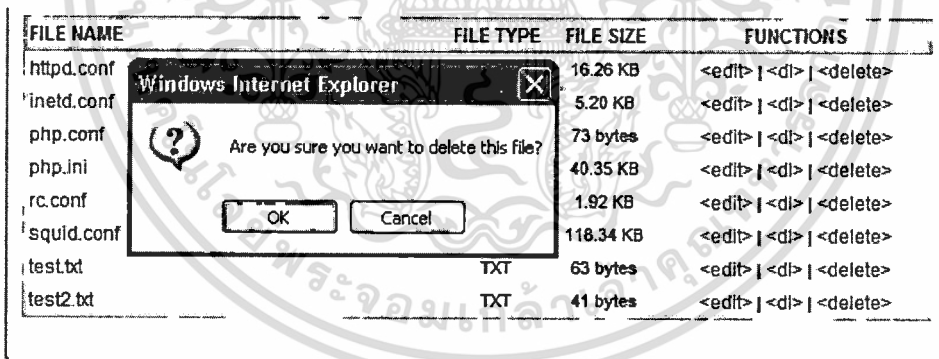 FILE NAME FILE TYPE FILE SIZE FUNCTIONS
httpd.conf 16.26 KB <edit> | <dl> | <delete>
inetd.conf 5.20 KB <edit> | <dl> | <delete>
php.conf 73 bytes <edit> | <dl> | <delete>
php.ini 40.35 KB <edit> | <dl> | <delete>
rc.conf 1.92 KB <edit> | <dl> | <delete>
squid.conf 118.34 KB <edit> | <dl> | <delete>
test.txt TXT 63 bytes <edit> | <dl> | <delete>
test2.txt TXT 41 bytes <edit> | <dl> | <delete>
Windows Internet Explorer
Are you sure you want to delete this file?
OK Cancel